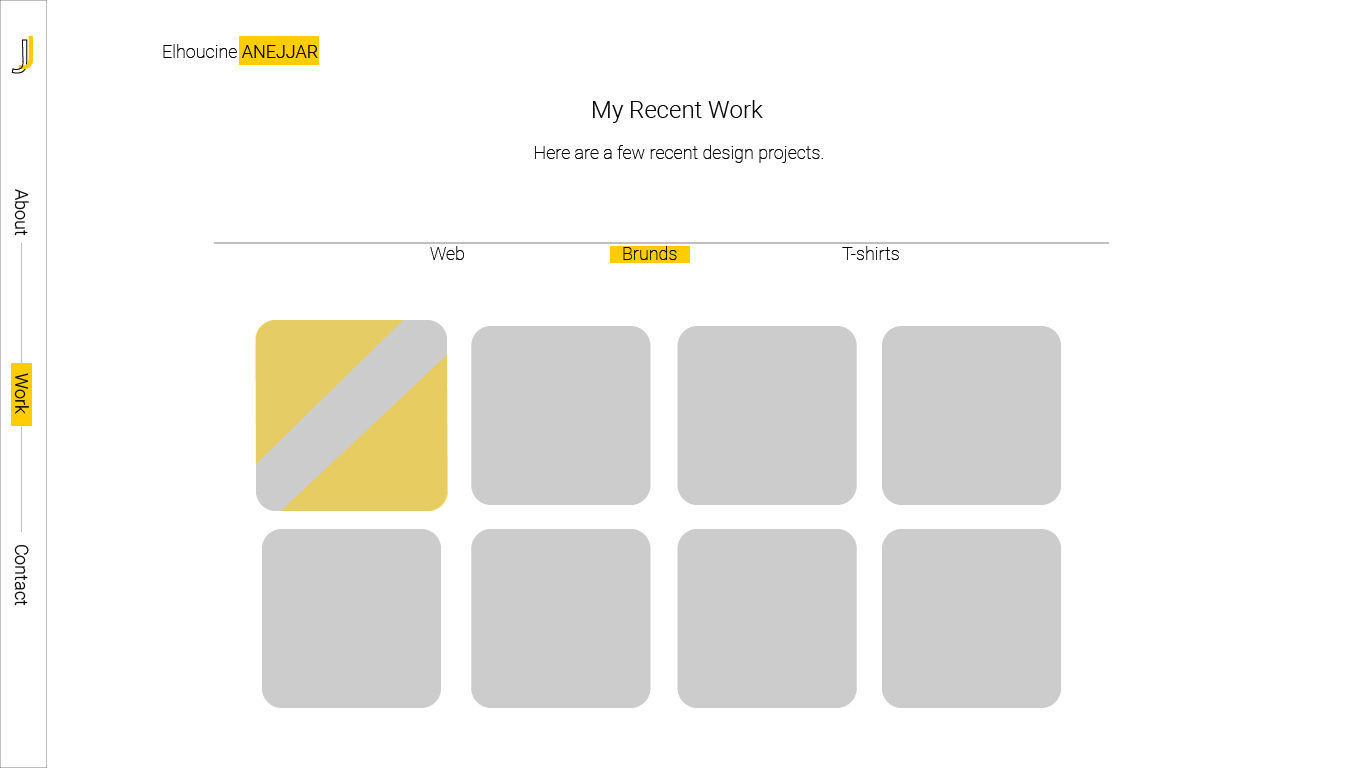 Elhoucine ANEJJAR
My Recent Work
Here are a few recent design projects.
Web
Brunds
T-shirts
About
Work
Contact